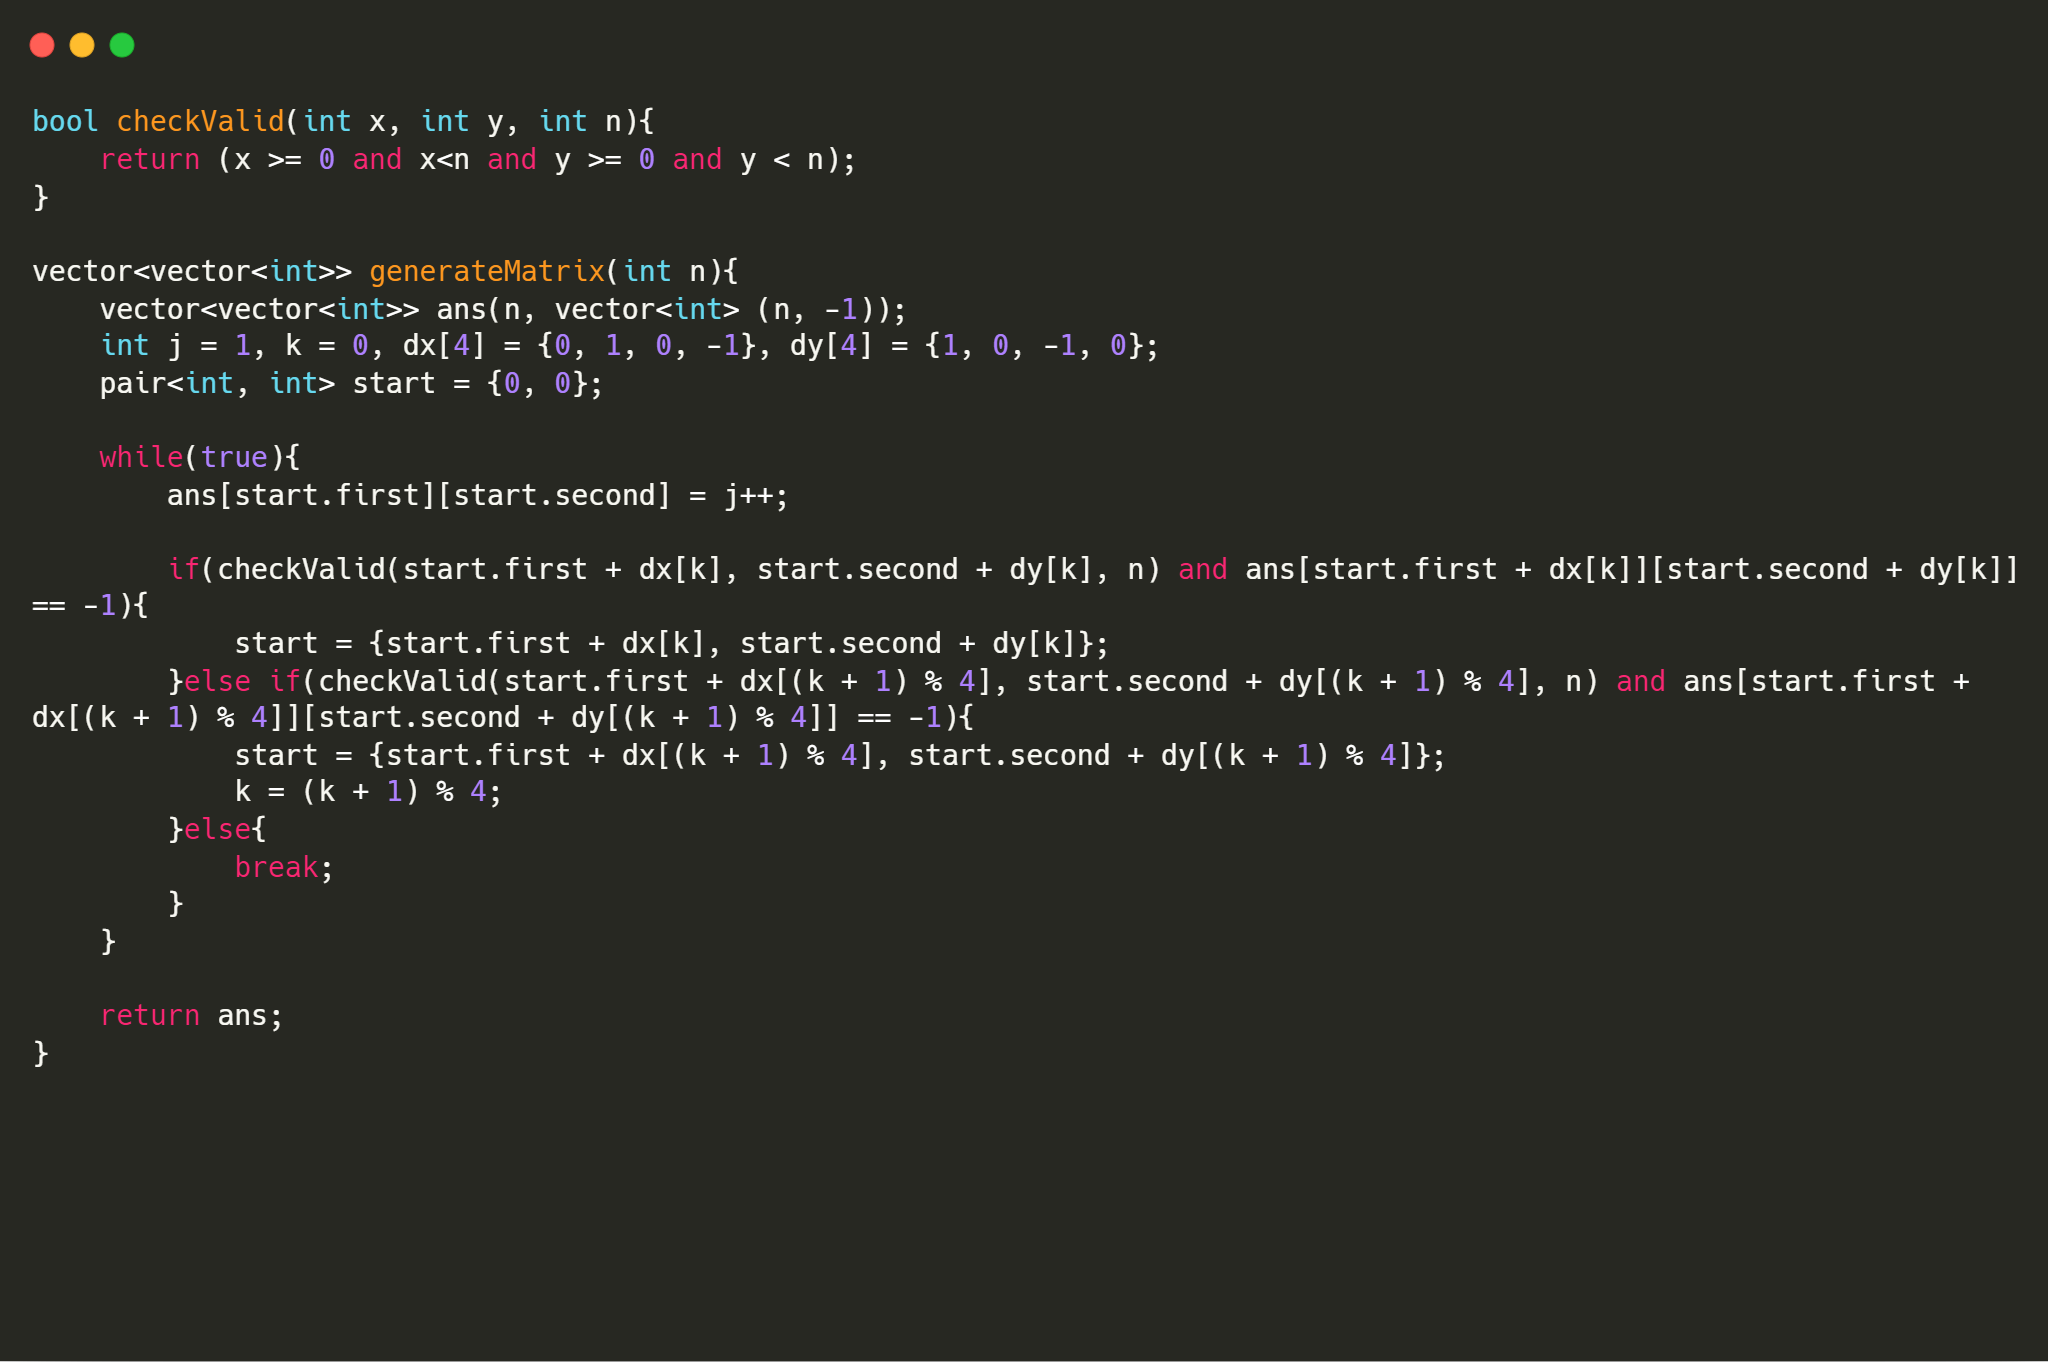 bool checkValid(int x, int y, int n){
    return (x >= 0 and x<n and y >= 0 and y < n);
}
vector<vector<int>> generateMatrix(int n){
    vector<vector<int>> ans(n, vector<int> (n, -1));
    int j = 1, k = 0, dx[4] = {0, 1, 0, -1}, dy[4] = {1, 0, -1, 0};
    pair<int, int> start = {0, 0};
    while(true){
        ans[start.first][start.second] = j++;
        if(checkValid(start.first + dx[k], start.second + dy[k], n) and ans[start.first + dx[k]][start.second + dy[k]]
== -1){
            start = {start.first + dx[k], start.second + dy[k]};
        }else if(checkValid(start.first + dx[(k + 1) % 4], start.second + dy[(k + 1) % 4], n) and ans[start.first +
dx[(k + 1) % 4]][start.second + dy[(k + 1) % 4]] == -1){
            start = {start.first + dx[(k + 1) % 4], start.second + dy[(k + 1) % 4]};
            k = (k + 1) % 4;
        }else{
            break;
        }
    }
    return ans;
}